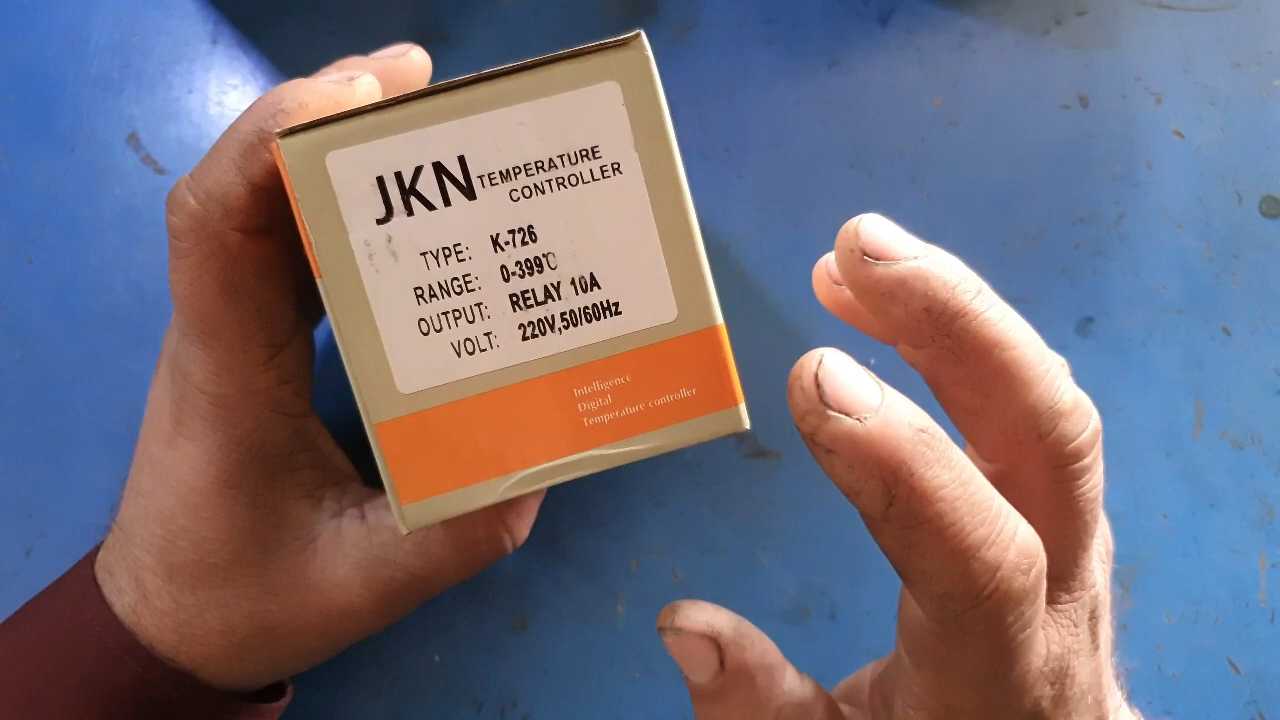 JKN TEMPERATURE
CONTROLLER
TYPE: K-726
RANGE: 0-399℃
OUTPUT: RELAY 10A
VOLT: 220V,50/60Hz
Intelligence
Digital
Temperature controller